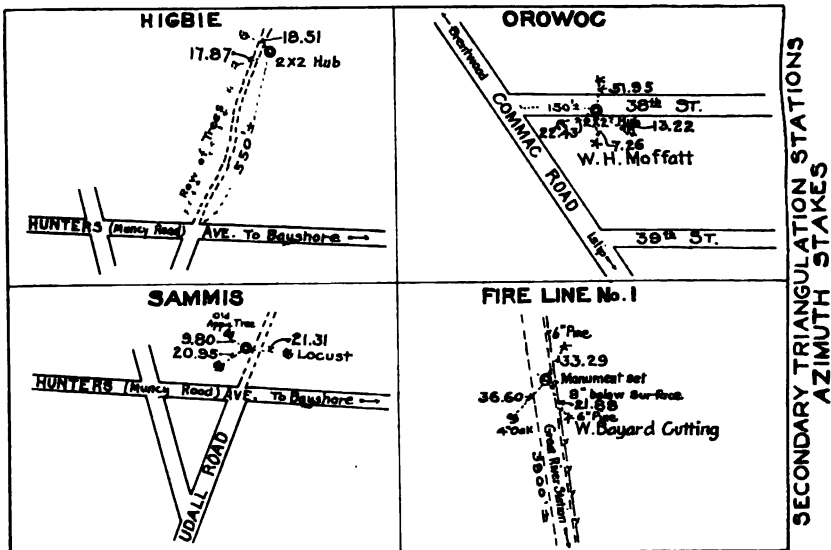 HIGBIE
18.51
17.87
2x2 Hub
Row of Trees
550'±
HUNTERS (Muncy Road) AVE. To Bayshore
OROWOC
Brentwood
COMMAC ROAD
51.95
150'±
38th ST.
2x2" Hub
22.43
13.22
7.26
W.H. Moffatt
Islip
39th ST.
SAMMIS
Old
Apple Tree
9.80
21.31
20.95
Locust
HUNTERS (Muncy Road) AVE. To Bayshore
UDALL ROAD
FIRE LINE No. 1
6" Pine
33.29
Monument set
8" below Surface
36.60
21.88
6" Pine
4" Oak
W. Bayard Cutting
Great River Station
SECONDARY TRIANGULATION STATIONS
AZIMUTH STAKES